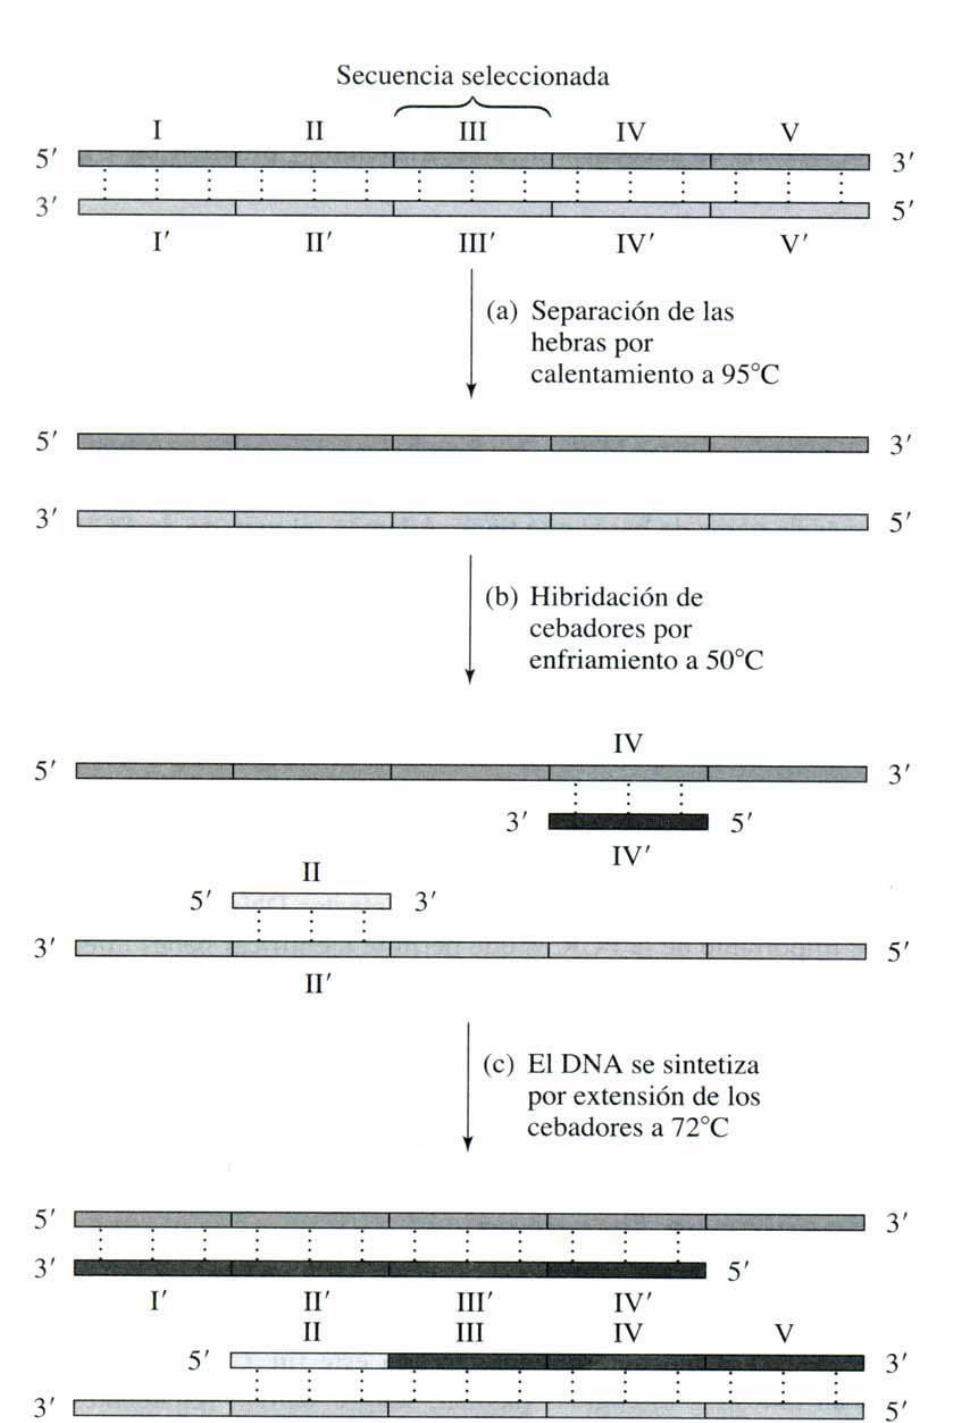 Secuencia seleccionada
I II III IV V
5′ 3′
3′ 5′
I′ II′ III′ IV′ V′
(a) Separación de las
hebras por
calentamiento a 95°C
5′ 3′
3′ 5′
(b) Hibridación de
cebadores por
enfriamiento a 50°C
IV
5′ 3′
3′ 5′
IV′
II
5′ 3′
3′ 5′
II′
(c) El DNA se sintetiza
por extensión de los
cebadores a 72°C
5′ 3′
3′ 5′
I′ II′ III′ IV′
II III IV V
5′ 3′
3′ 5′